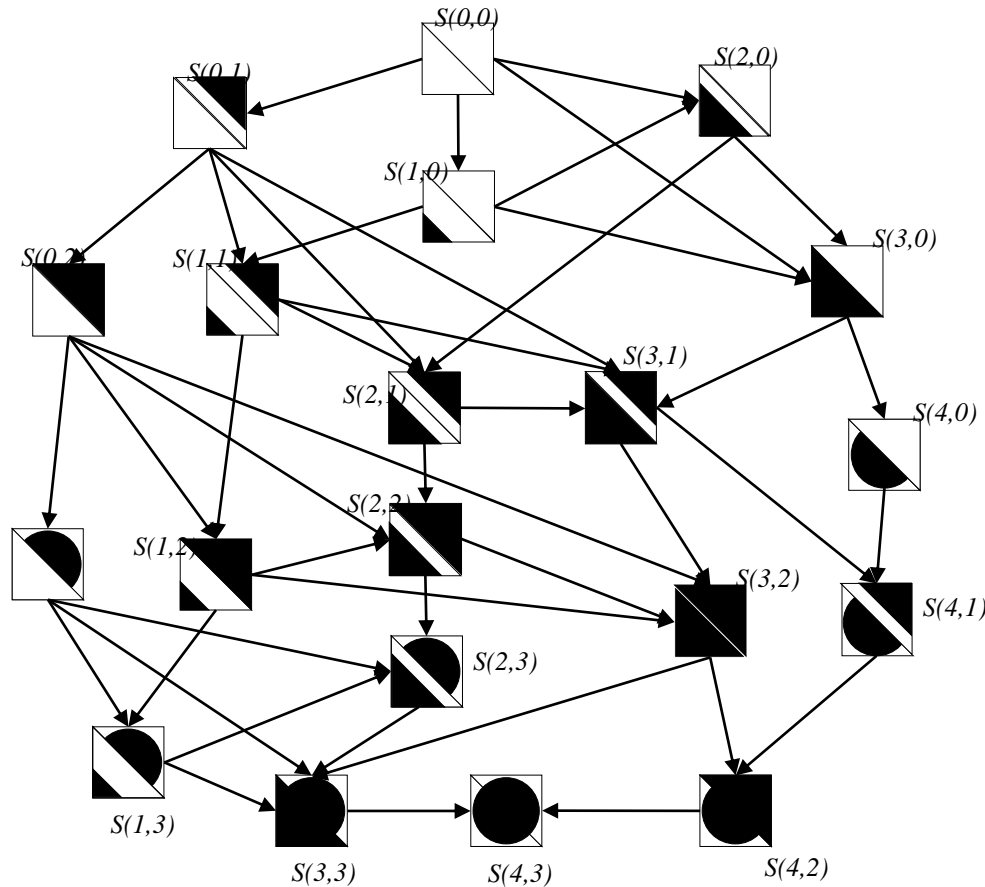 S(0,0)
S(0,1)
S(2,0)
S(1,0)
S(3,0)
S(0,2)
S(1,1)
S(3,1)
S(2,1)
S(4,0)
S(2,2)
S(1,2)
S(3,2)
S(4,1)
S(2,3)
S(1,3)
S(3,3)
S(4,3)
S(4,2)